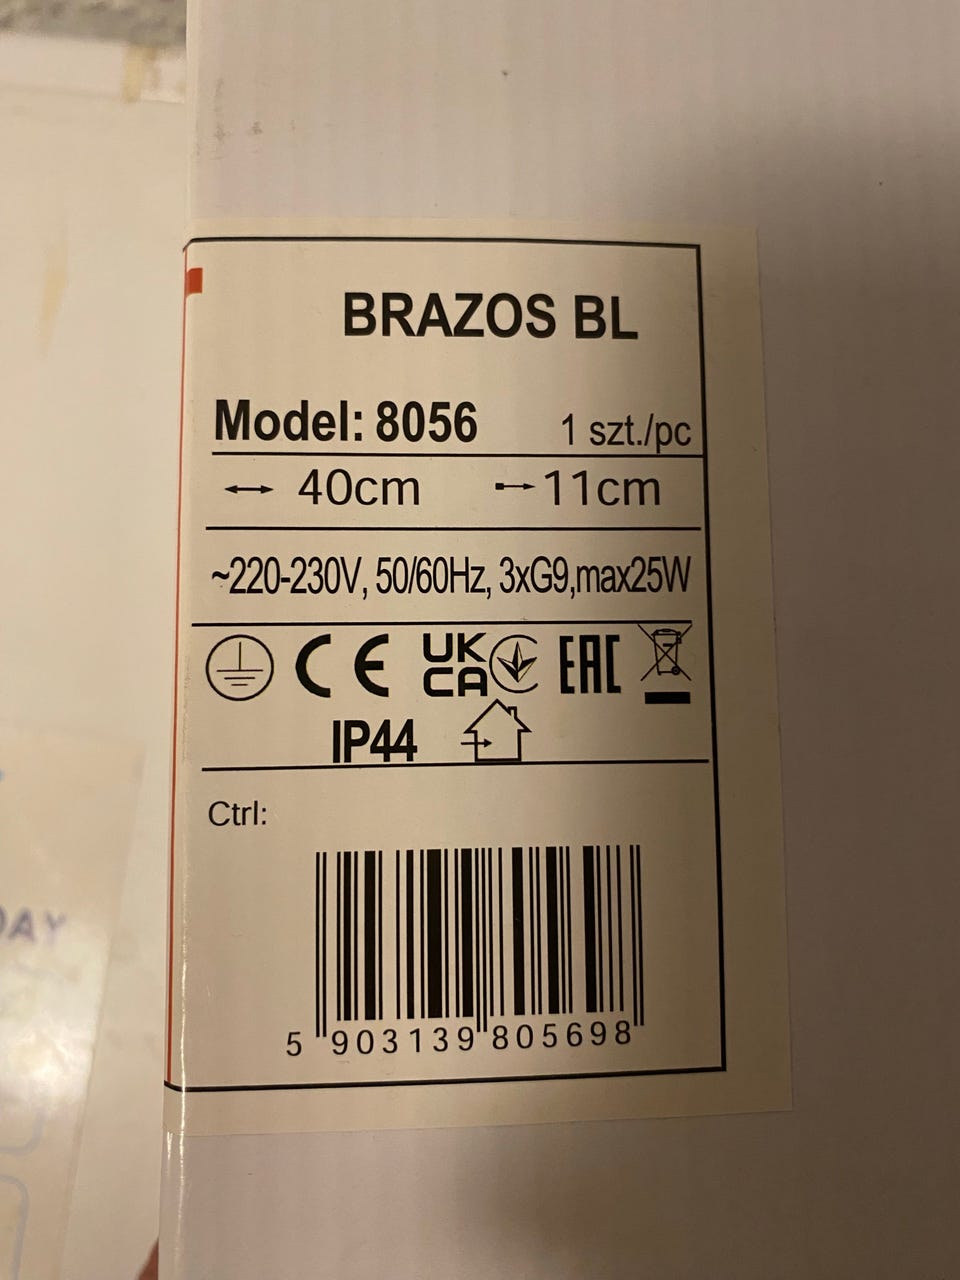 BRAZOS BL
Model: 8056 1 szt./pc
40cm 11cm
~220-230V, 50/60Hz, 3xG9,max25W
CE UK CA EAC
IP44
Ctrl:
5 903139 805698
DAY